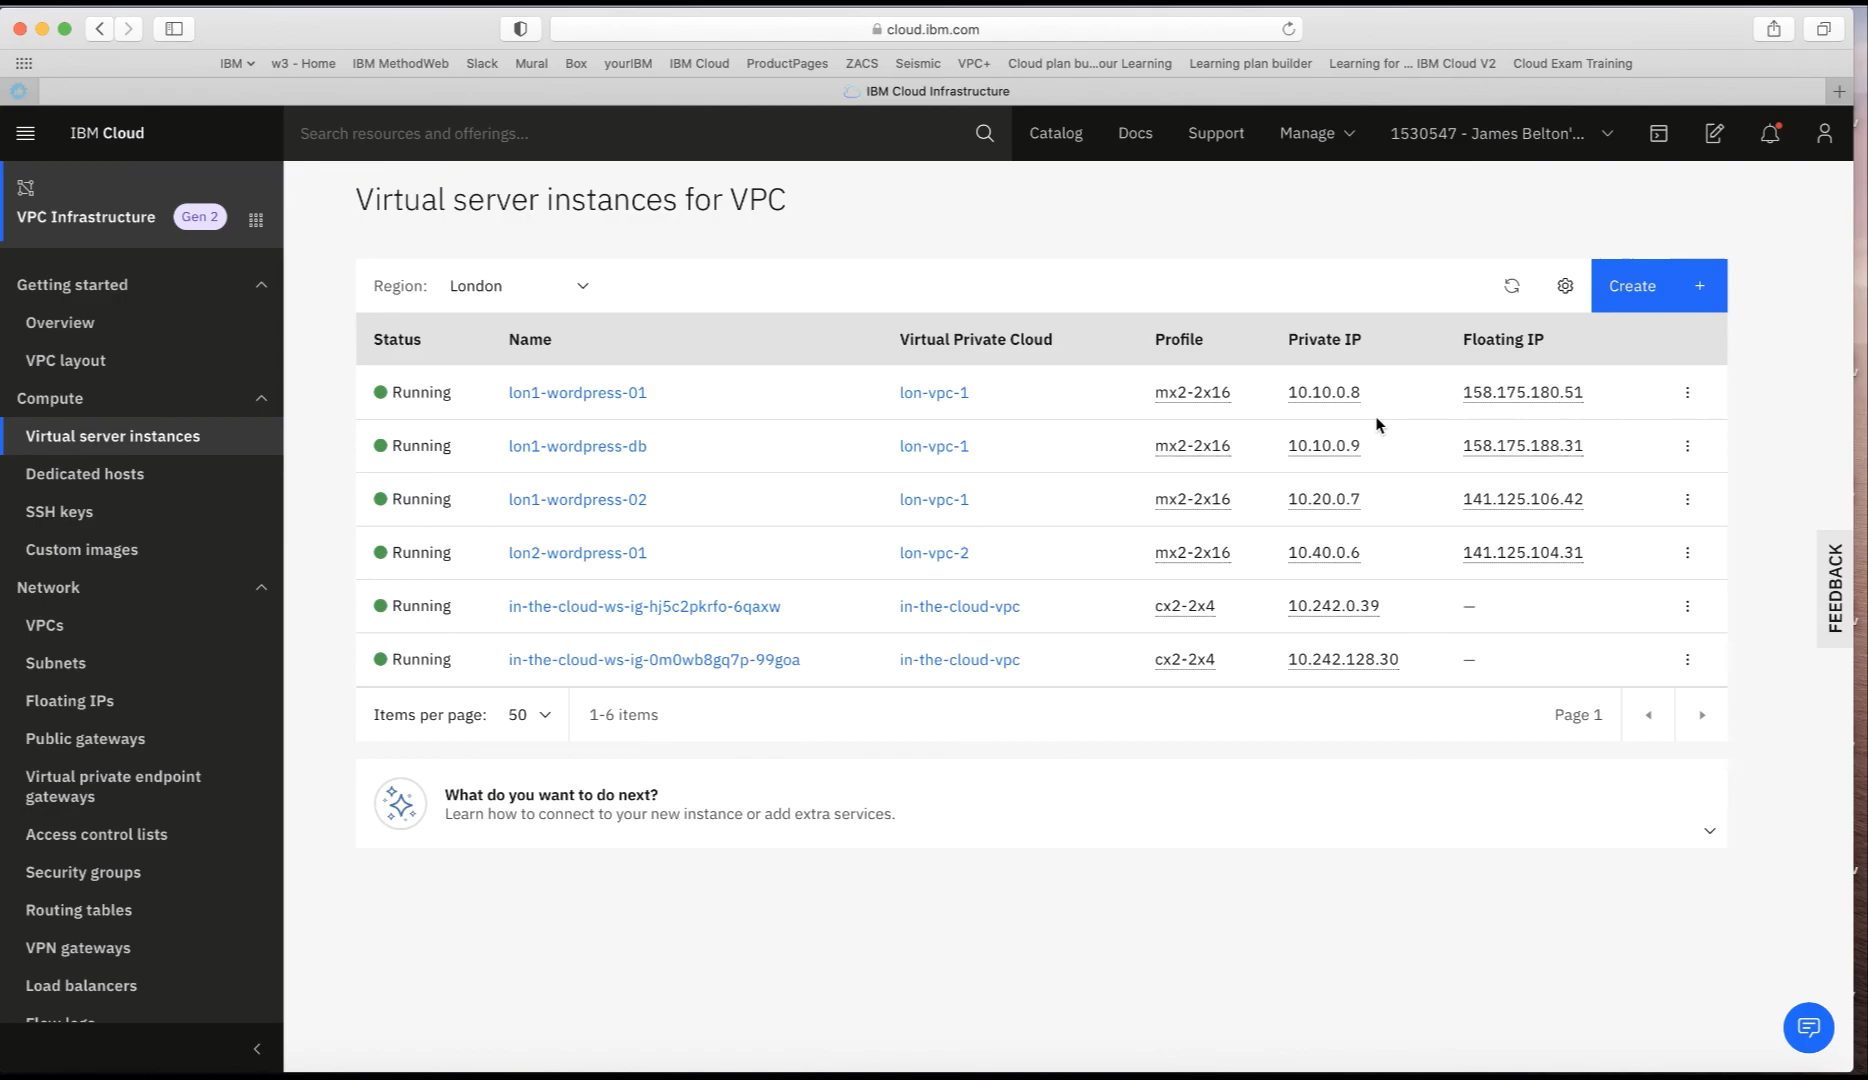 cloud.ibm.com
IBM w3 - Home IBM MethodWeb Slack Mural Box yourIBM IBM Cloud ProductPages ZACS Seismic VPC+ Cloud plan bu...our Learning Learning plan builder Learning for ... IBM Cloud V2 Cloud Exam Training
IBM Cloud Infrastructure
IBM Cloud Search resources and offerings... Catalog Docs Support Manage 1530547 - James Belton'...
VPC Infrastructure Gen 2
Getting started
Overview
VPC layout
Compute
Virtual server instances
Dedicated hosts
SSH keys
Custom images
Network
VPCs
Subnets
Floating IPs
Public gateways
Virtual private endpoint
gateways
Access control lists
Security groups
Routing tables
VPN gateways
Load balancers
Flow logs
Virtual server instances for VPC
Region: London Create +
Status Name Virtual Private Cloud Profile Private IP Floating IP
Running lon1-wordpress-01 lon-vpc-1 mx2-2x16 10.10.0.8 158.175.180.51
Running lon1-wordpress-db lon-vpc-1 mx2-2x16 10.10.0.9 158.175.188.31
Running lon1-wordpress-02 lon-vpc-1 mx2-2x16 10.20.0.7 141.125.106.42
Running lon2-wordpress-01 lon-vpc-2 mx2-2x16 10.40.0.6 141.125.104.31
Running in-the-cloud-ws-ig-hj5c2pkrfo-6qaxw in-the-cloud-vpc cx2-2x4 10.242.0.39 –
Running in-the-cloud-ws-ig-0m0wb8gq7p-99goa in-the-cloud-vpc cx2-2x4 10.242.128.30 –
Items per page: 50 1-6 items Page 1
What do you want to do next?
Learn how to connect to your new instance or add extra services.
FEEDBACK